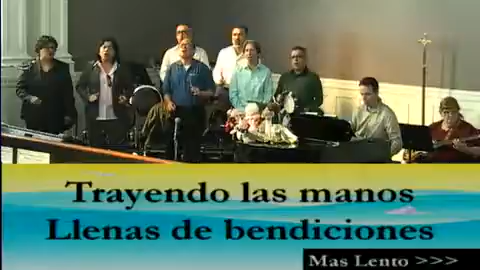 Trayendo las manos
Llenas de bendiciones
Mas Lento >>>